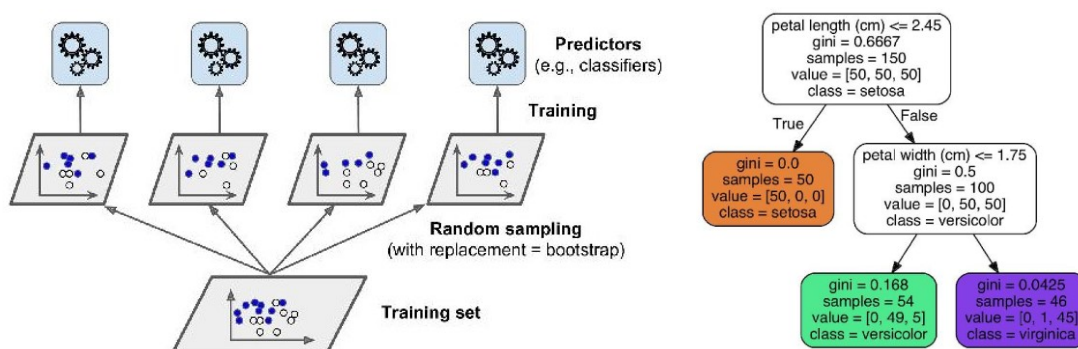 Predictors
(e.g., classifiers)
Training
Random sampling
(with replacement = bootstrap)
Training set
petal length (cm) <= 2.45
gini = 0.6667
samples = 150
value = [50, 50, 50]
class = setosa
True
False
gini = 0.0
samples = 50
value = [50, 0, 0]
class = setosa
petal width (cm) <= 1.75
gini = 0.5
samples = 100
value = [0, 50, 50]
class = versicolor
gini = 0.168
samples = 54
value = [0, 49, 5]
class = versicolor
gini = 0.0425
samples = 46
value = [0, 1, 45]
class = virginica